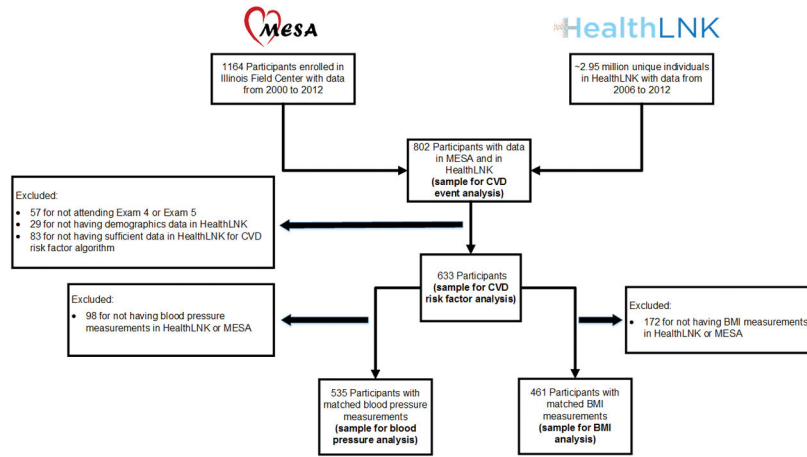 MESA
HealthLNK
1164 Participants enrolled in
Illinois Field Center with data
from 2000 to 2012
~2.95 million unique individuals
in HealthLNK with data from
2006 to 2012
802 Participants with data
in MESA and in
HealthLNK
(sample for CVD
event analysis)
Excluded:
• 57 for not attending Exam 4 or Exam 5
• 29 for not having demographics data in HealthLNK
• 83 for not having sufficient data in HealthLNK for CVD
risk factor algorithm
633 Participants
(sample for CVD
risk factor analysis)
Excluded:
• 98 for not having blood pressure
measurements in HealthLNK or MESA
Excluded:
• 172 for not having BMI measurements
in HealthLNK or MESA
535 Participants with
matched blood pressure
measurements
(sample for blood
pressure analysis)
461 Participants with
matched BMI
measurements
(sample for BMI
analysis)